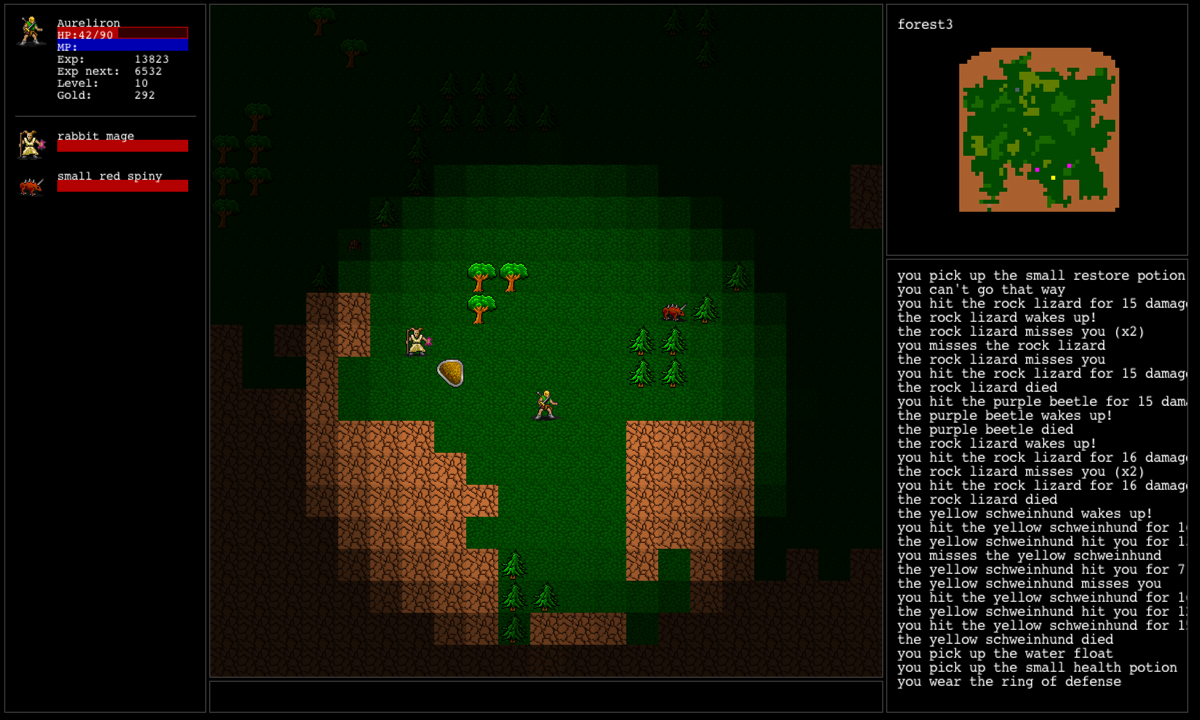 Aureliron
HP:42/90
MP:
Exp: 13823
Exp next: 6532
Level: 10
Gold: 292
rabbit mage
small red spiny
forest3
you pick up the small restore potion
you can't go that way
you hit the rock lizard for 15 damage
the rock lizard wakes up!
the rock lizard misses you (x2)
you misses the rock lizard
the rock lizard misses you
you hit the rock lizard for 15 damage
the rock lizard died
you hit the purple beetle for 15 dam
the purple beetle wakes up!
the purple beetle died
the rock lizard wakes up!
you hit the rock lizard for 16 damage
the rock lizard misses you (x2)
you hit the rock lizard for 16 damage
the rock lizard died
the yellow schweinhund wakes up!
you hit the yellow schweinhund for
the yellow schweinhund hit you for
you misses the yellow schweinhund
the yellow schweinhund hit you for 7
the yellow schweinhund misses you
you hit the yellow schweinhund for
the yellow schweinhund hit you for
you hit the yellow schweinhund for
the yellow schweinhund died
you pick up the water float
you pick up the small health potion
you wear the ring of defense